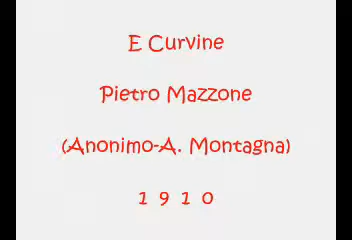 E Curvine
Pietro Mazzone
(Anonimo-A. Montagna)
1 9 1 0